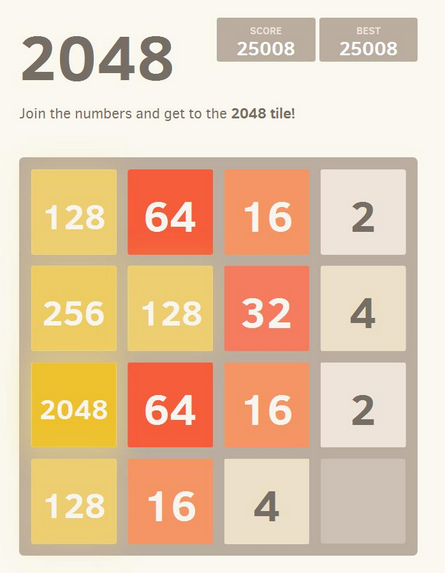 2048
SCORE
25008
BEST
25008
Join the numbers and get to the 2048 tile!
128 64 16 2
256 128 32 4
2048 64 16 2
128 16 4